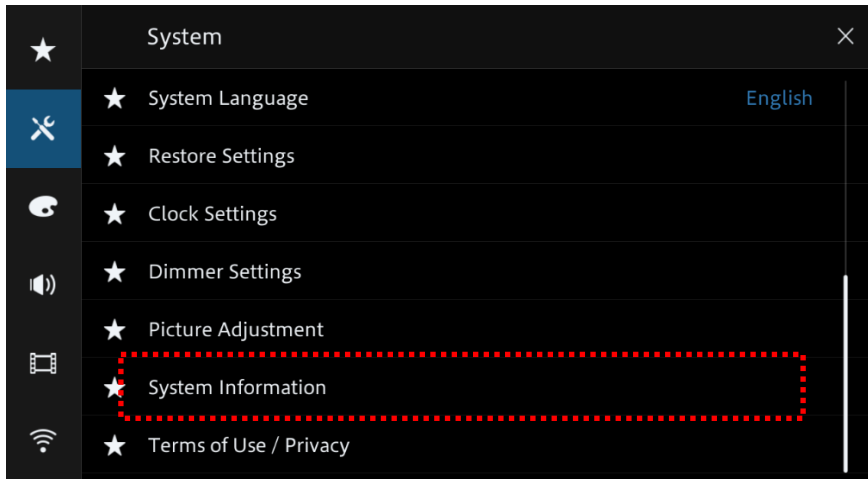 System
System Language English
Restore Settings
Clock Settings
Dimmer Settings
Picture Adjustment
System Information
Terms of Use / Privacy